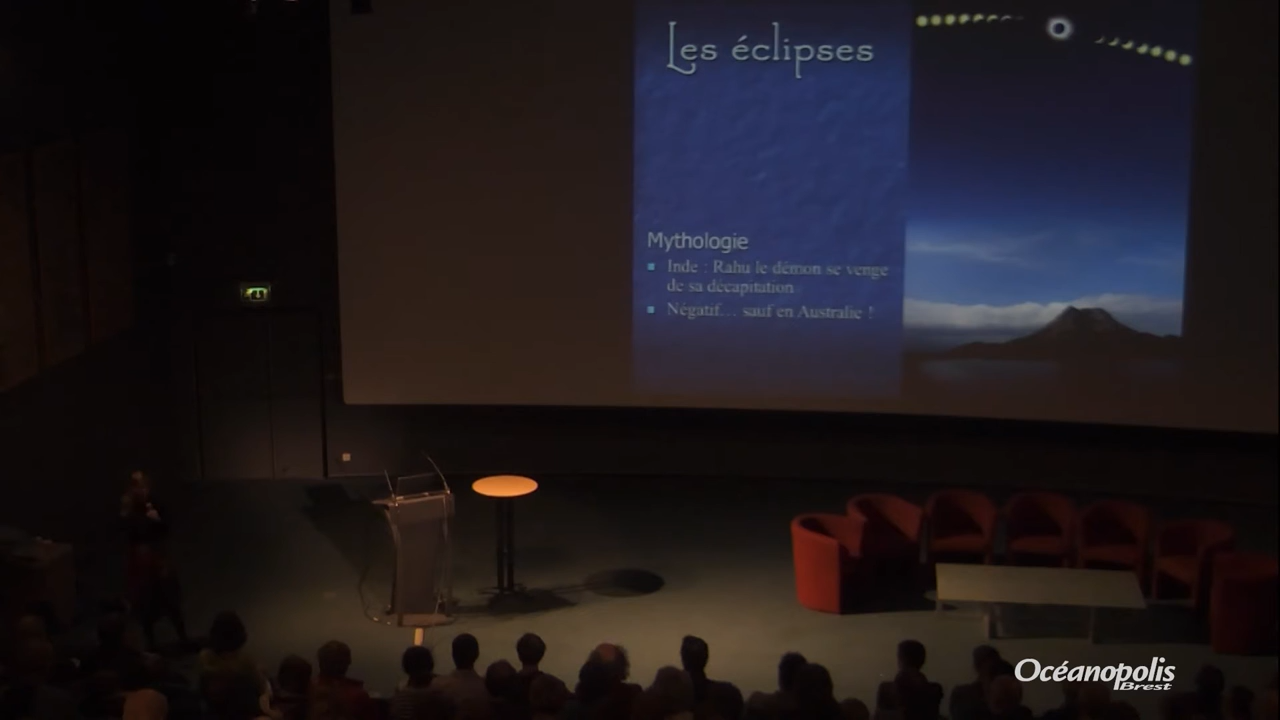 Les éclipses
Mythologie
Inde : Rahu le démon se venge
de sa décapitation
Négatif... sauf en Australie !
Océanopolis
Brest